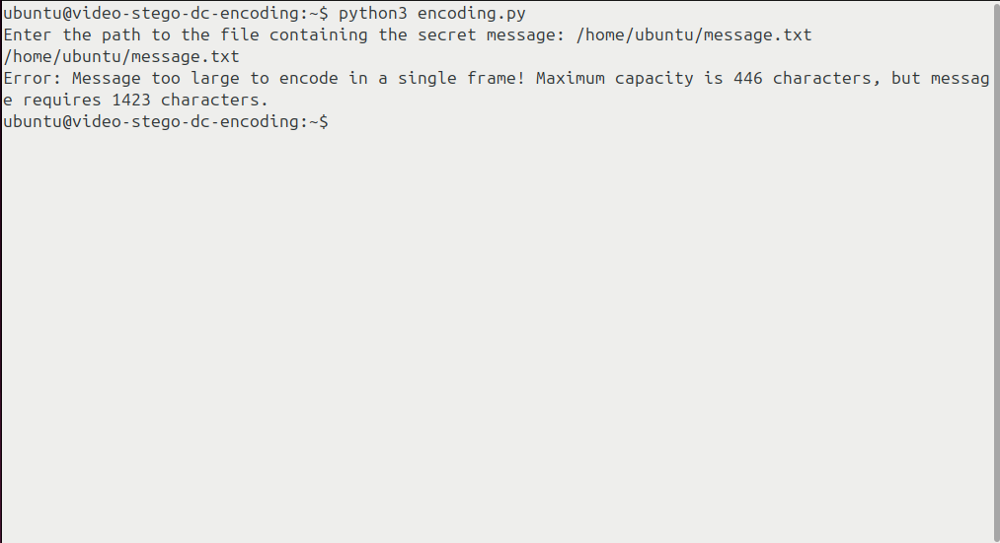 ubuntu@video-stego-dc-encoding:~$ python3 encoding.py
Enter the path to the file containing the secret message: /home/ubuntu/message.txt
/home/ubuntu/message.txt
Error: Message too large to encode in a single frame! Maximum capacity is 446 characters, but messag
e requires 1423 characters.
ubuntu@video-stego-dc-encoding:~$